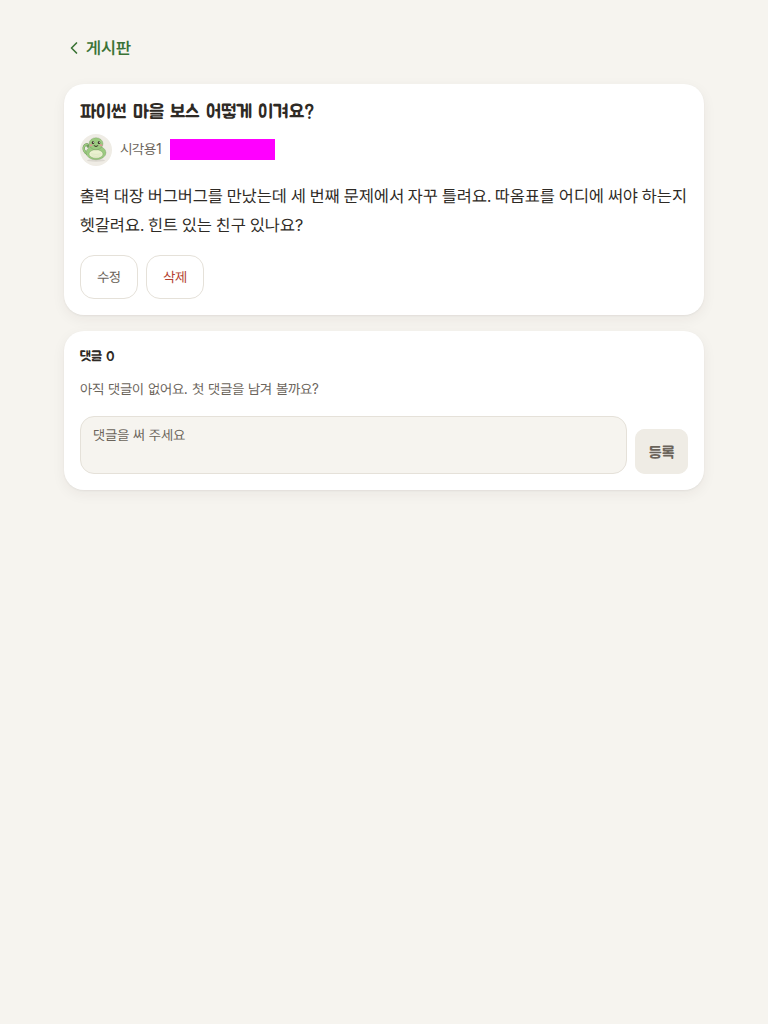 게시판
파이썬 마을 보스 어떻게 이겨요?
시각용1
출력 대장 버그버그를 만났는데 세 번째 문제에서 자꾸 틀려요. 따옴표를 어디에 써야 하는지
헷갈려요. 힌트 있는 친구 있나요?
수정 삭제
댓글 0
아직 댓글이 없어요. 첫 댓글을 남겨 볼까요?
댓글을 써 주세요
등록